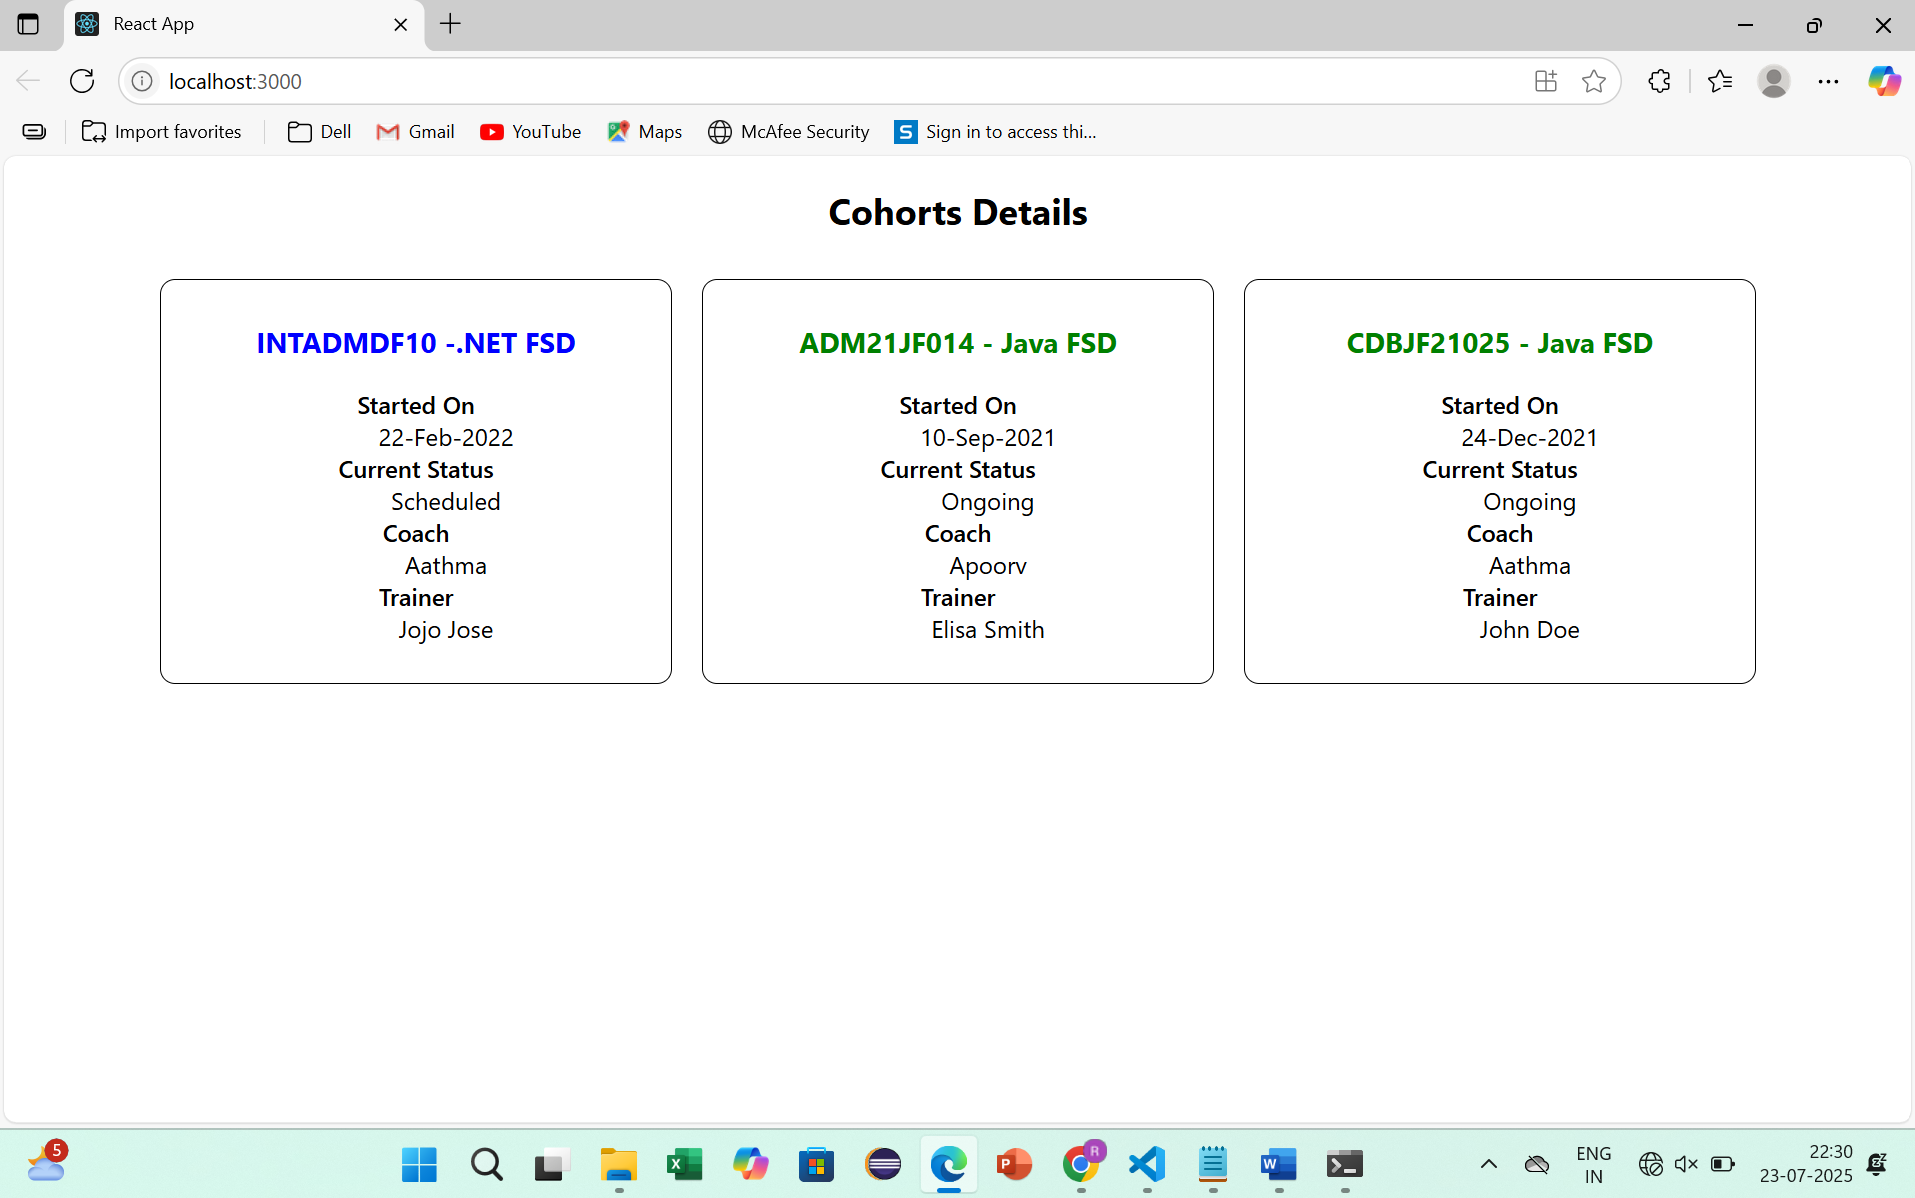 React App
localhost:3000
Import favorites
Dell
Gmail
YouTube
Maps
McAfee Security
S
Sign in to access thi...
Cohorts Details
INTADMDF10 -.NET FSD
Started On
22-Feb-2022
Current Status
Scheduled
Coach
Aathma
Trainer
Jojo Jose
ADM21JF014 - Java FSD
Started On
10-Sep-2021
Current Status
Ongoing
Coach
Apoorv
Trainer
Elisa Smith
CDBJF21025 - Java FSD
Started On
24-Dec-2021
Current Status
Ongoing
Coach
Aathma
Trainer
John Doe
5
X
P
R
W
ENG
IN
22:30
23-07-2025